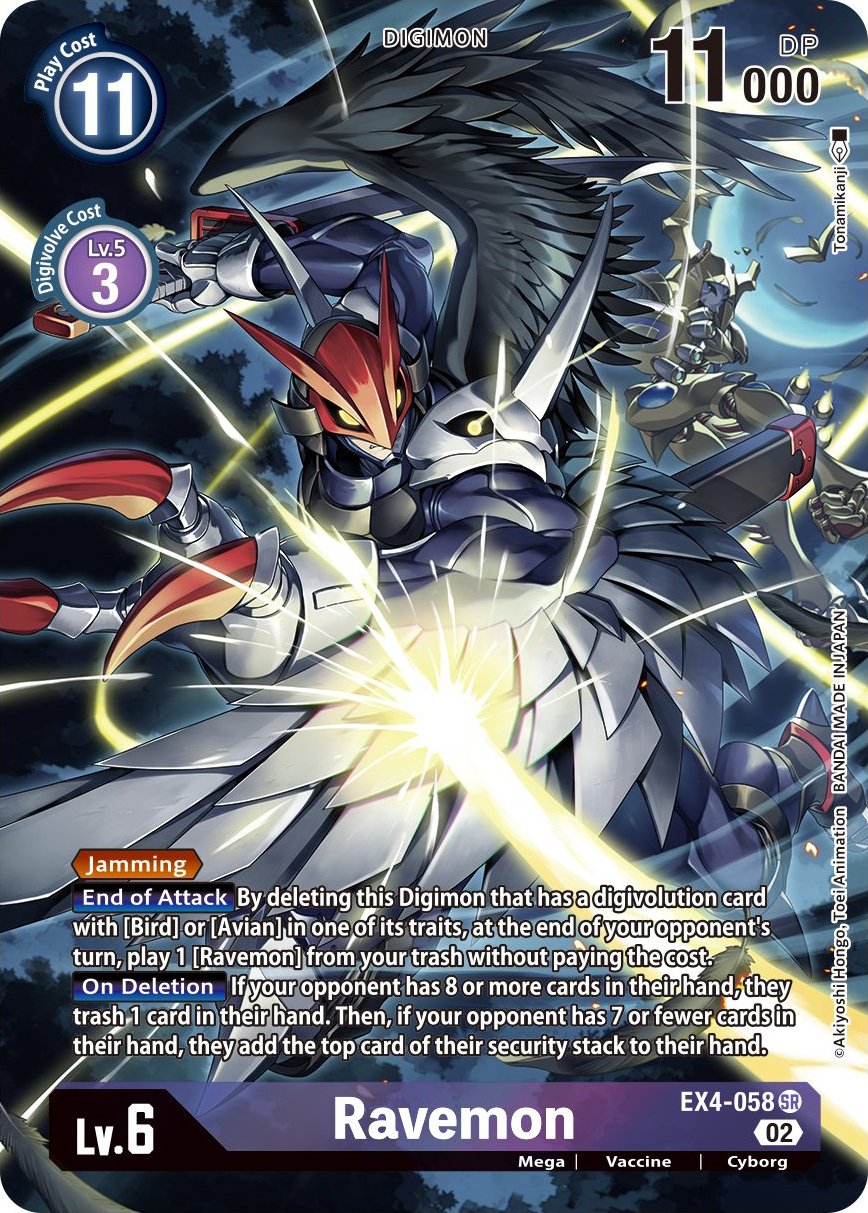 DIGIMON
Play Cost
11
11000
DP
Digivolve Cost
Lv.5
3
Tonamikanji
Jamming
End of Attack By deleting this Digimon that has a digivolution card
with [Bird] or [Avian] in one of its traits, at the end of your opponent's
turn, play 1 [Ravemon] from your trash without paying the cost.
On Deletion If your opponent has 8 or more cards in their hand, they
trash 1 card in their hand. Then, if your opponent has 7 or fewer cards in
their hand, they add the top card of their security stack to their hand.
©Akiyoshi Hongo, Toei Animation BANDAI MADE IN JAPAN
Lv.6
Ravemon
EX4-058 SR
02
Mega | Vaccine | Cyborg